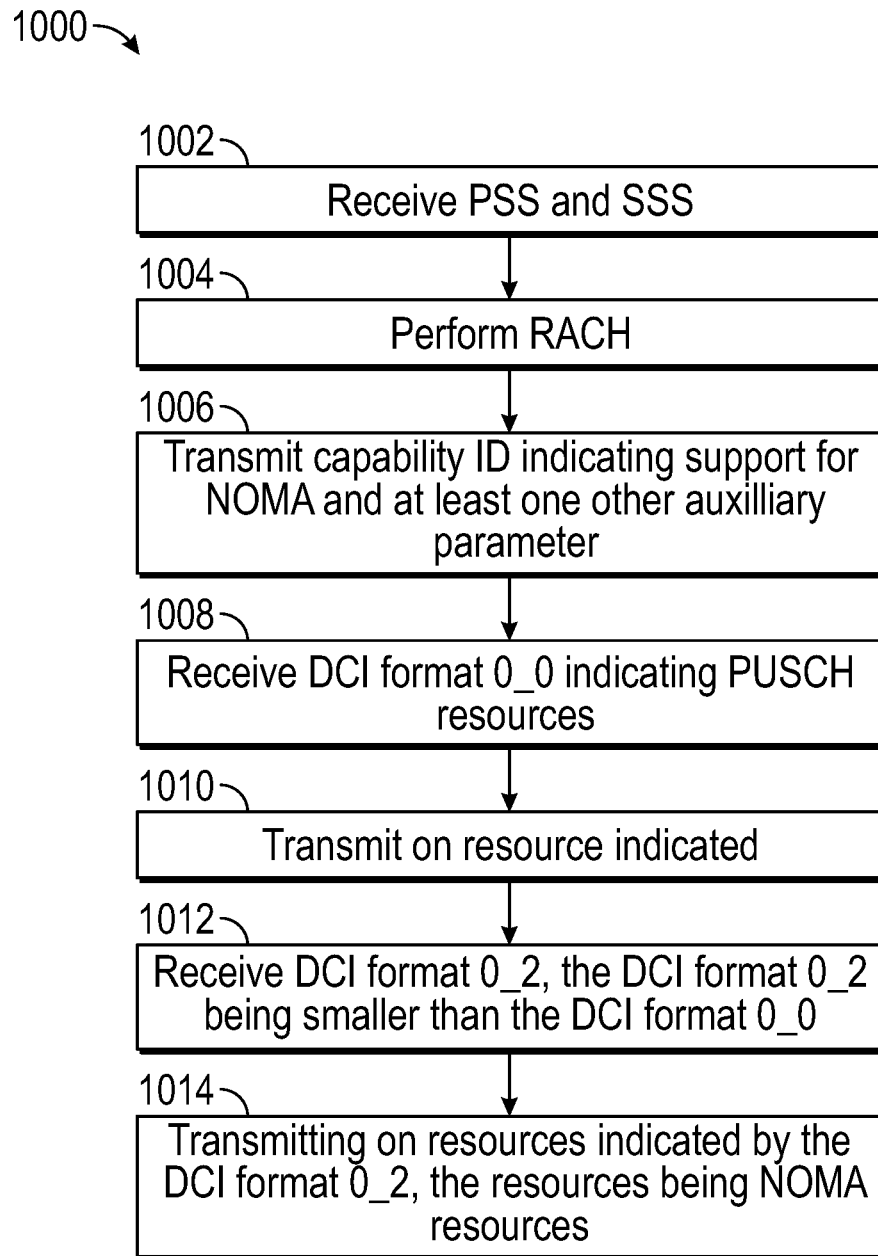 1000
1002
Receive PSS and SSS
1004
Perform RACH
1006
Transmit capability ID indicating support for
NOMA and at least one other auxilliary
parameter
1008
Receive DCI format 0_0 indicating PUSCH
resources
1010
Transmit on resource indicated
1012
Receive DCI format 0_2, the DCI format 0_2
being smaller than the DCI format 0_0
1014
Transmitting on resources indicated by the
DCI format 0_2, the resources being NOMA
resources